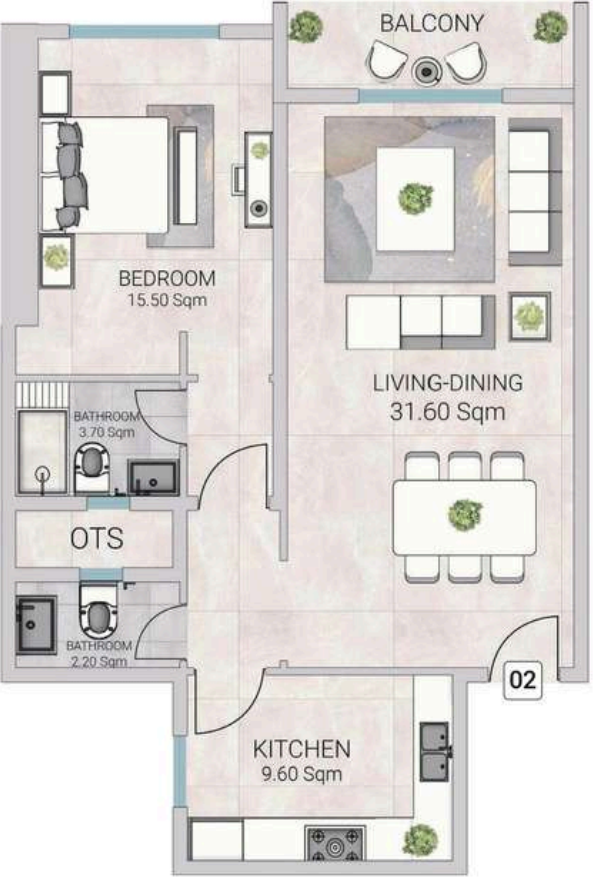 BALCONY
BEDROOM
15.50 Sqm
LIVING-DINING
31.60 Sqm
BATHROOM
3.70 Sqm
OTS
BATHROOM
2.20 Sqm
02
KITCHEN
9.60 Sqm